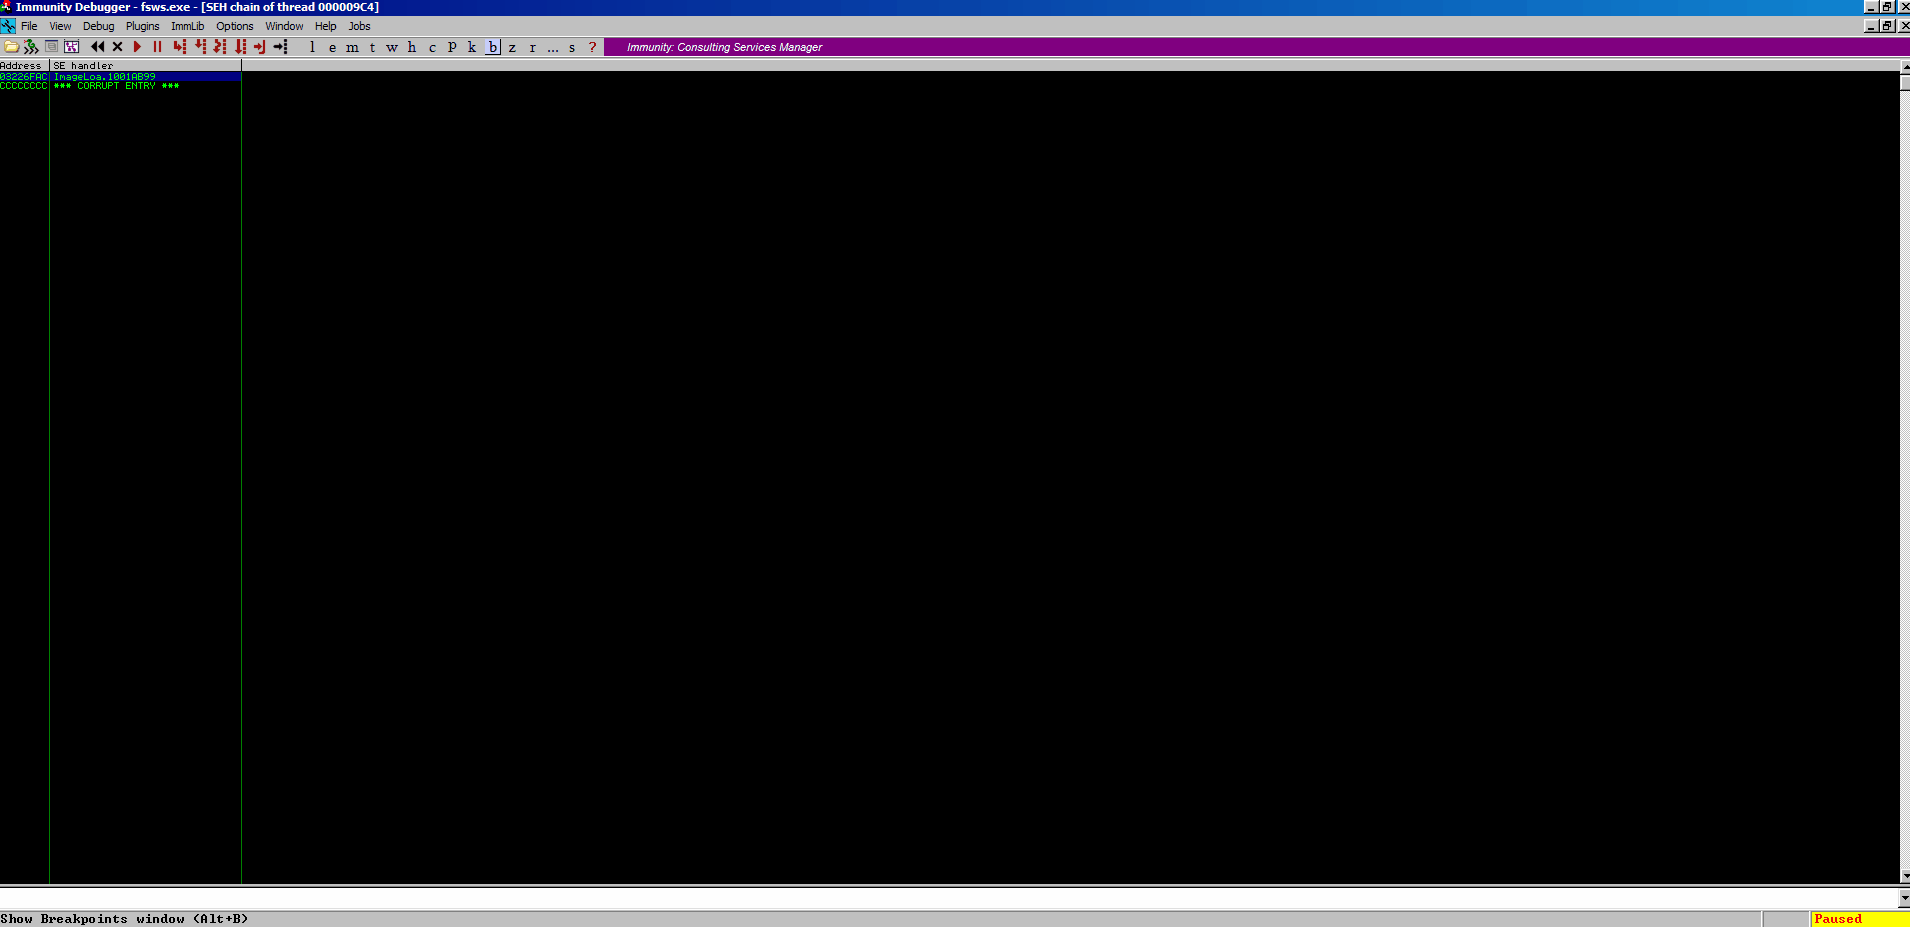 Immunity Debugger - fsws.exe - [SEH chain of thread 000009C4]
File View Debug Plugins ImmLib Options Window Help Jobs
l e m t w h c P k b z r ... s ? Immunity: Consulting Services Manager
Address SE handler
03226FAC ImageLoa.1001AB99
CCCCCCCC *** CORRUPT ENTRY ***
Show Breakpoints window (Alt+B)
Paused